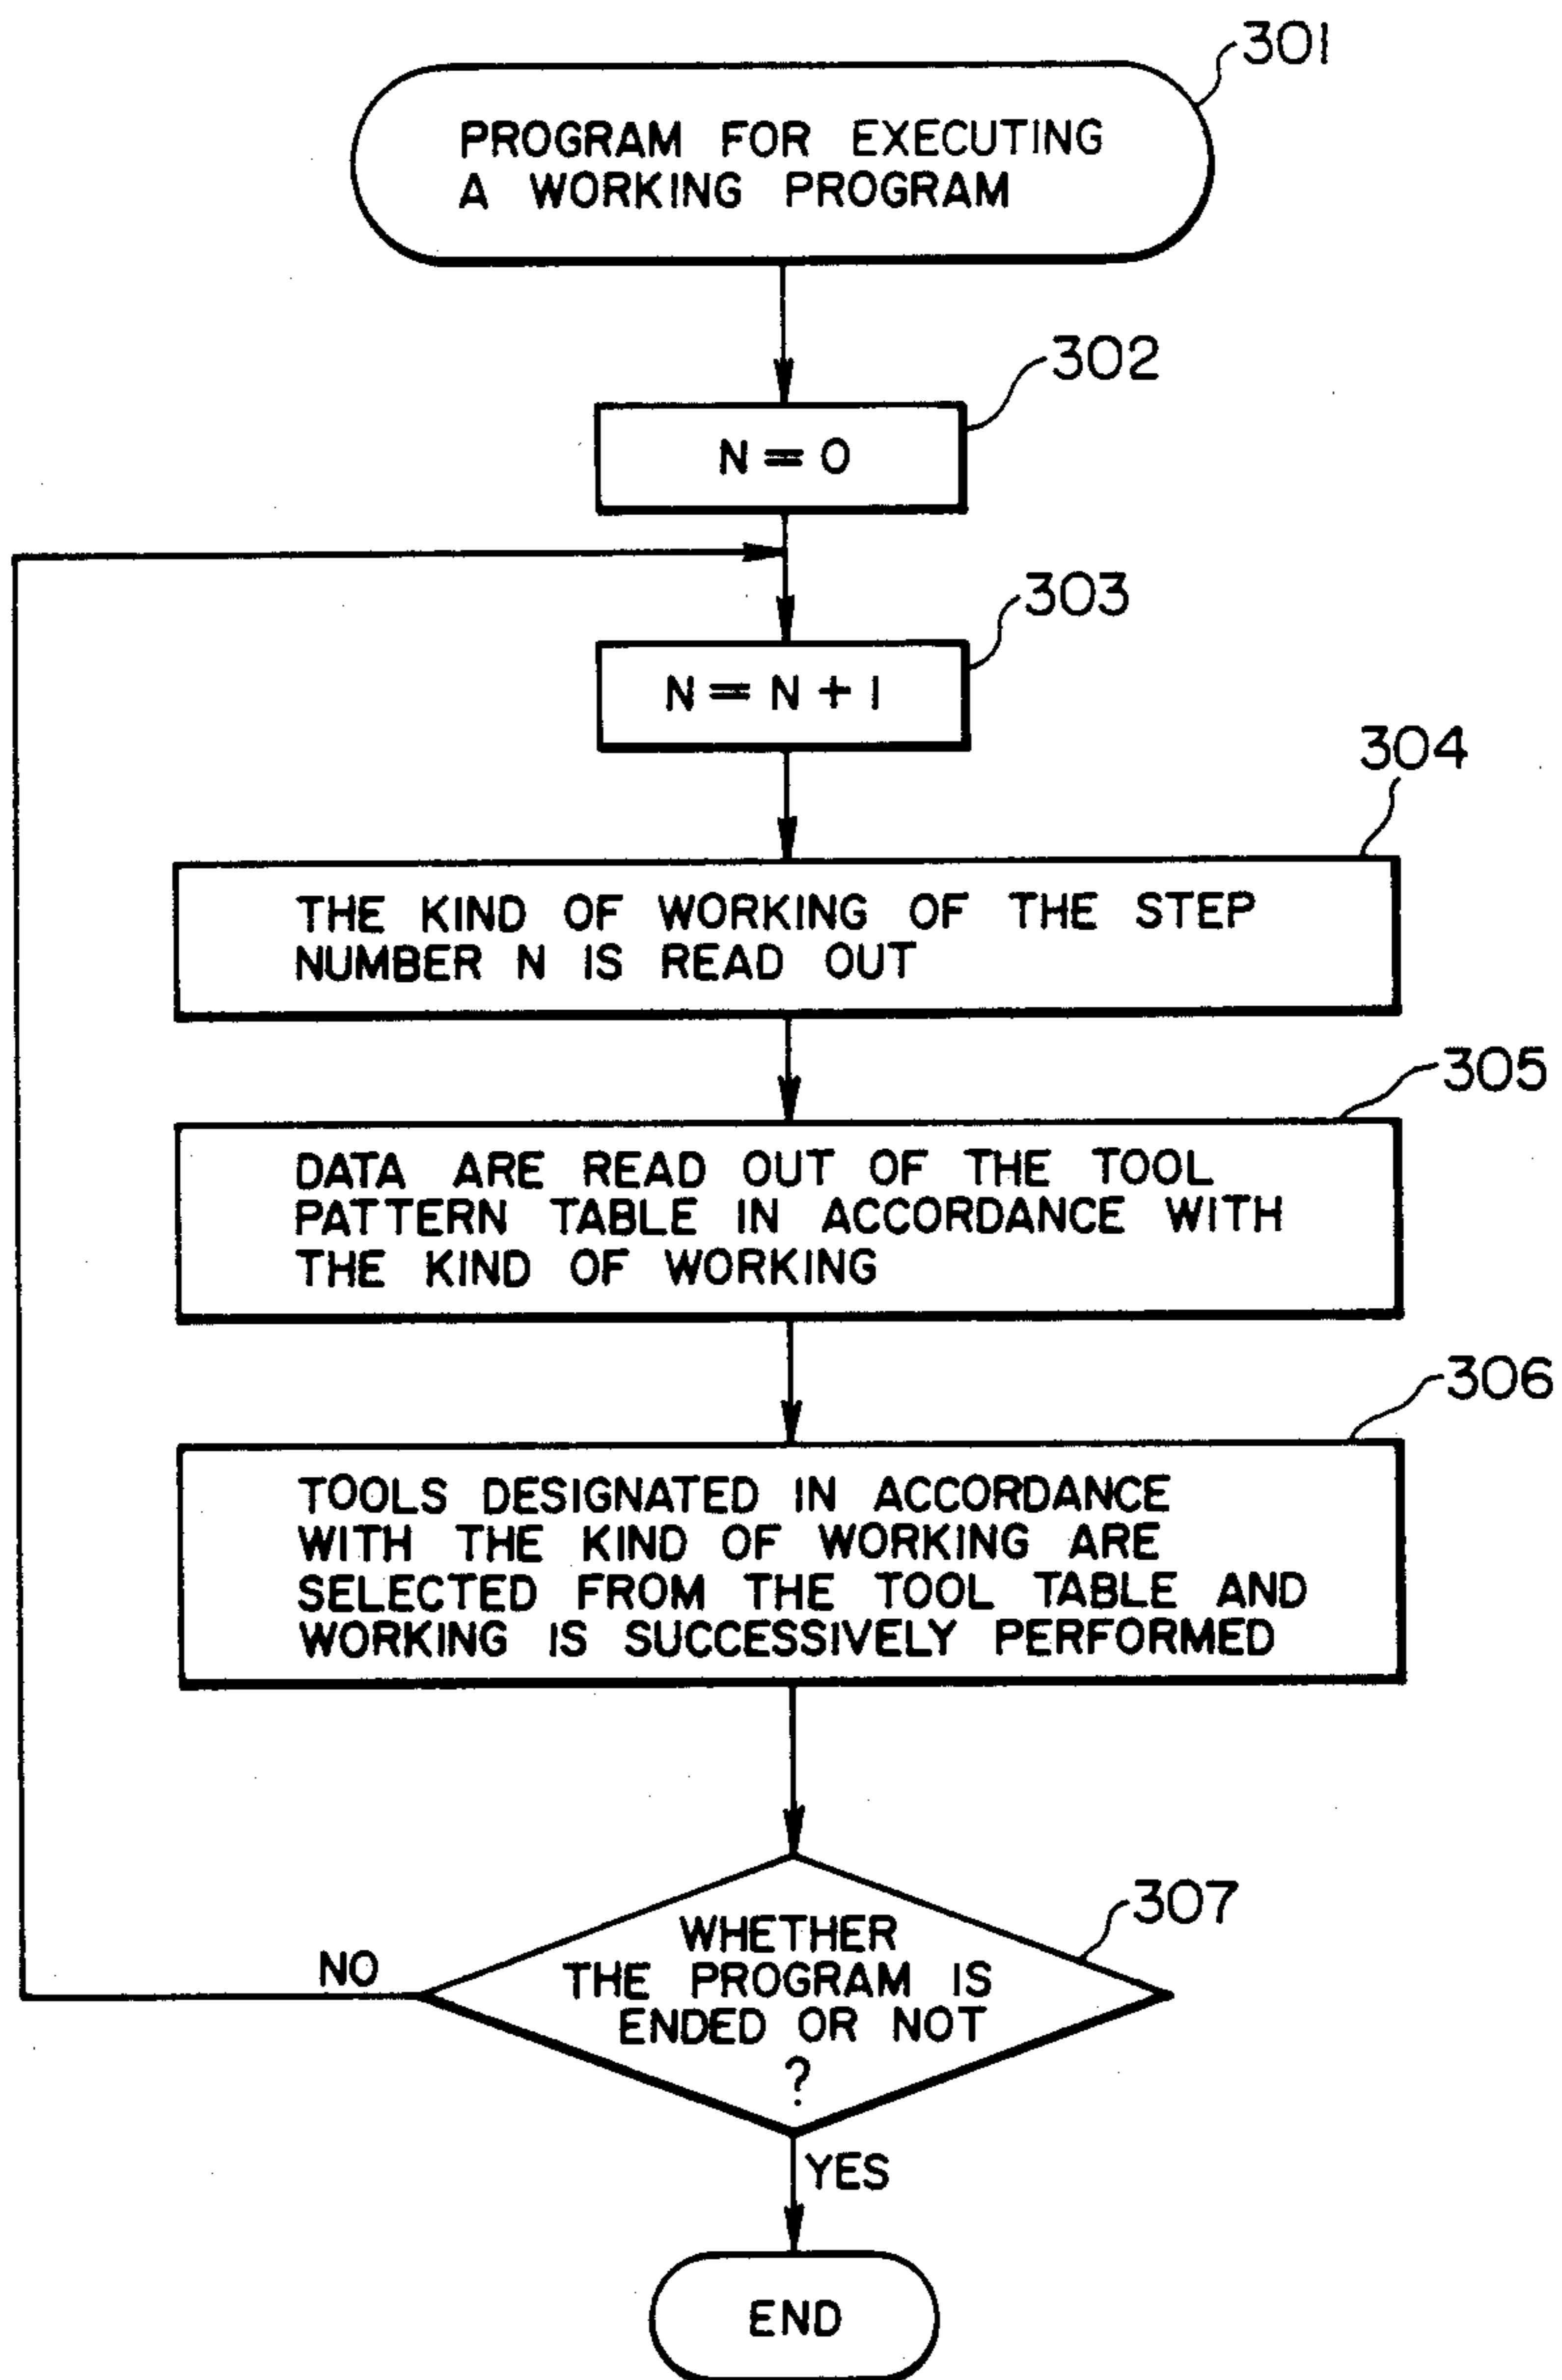 301
PROGRAM FOR EXECUTING
A WORKING PROGRAM
302
N = 0
303
N = N + 1
304
THE KIND OF WORKING OF THE STEP
NUMBER N IS READ OUT
305
DATA ARE READ OUT OF THE TOOL
PATTERN TABLE IN ACCORDANCE WITH
THE KIND OF WORKING
306
TOOLS DESIGNATED IN ACCORDANCE
WITH THE KIND OF WORKING ARE
SELECTED FROM THE TOOL TABLE AND
WORKING IS SUCCESSIVELY PERFORMED
307
WHETHER
THE PROGRAM IS
ENDED OR NOT
?
NO
YES
END